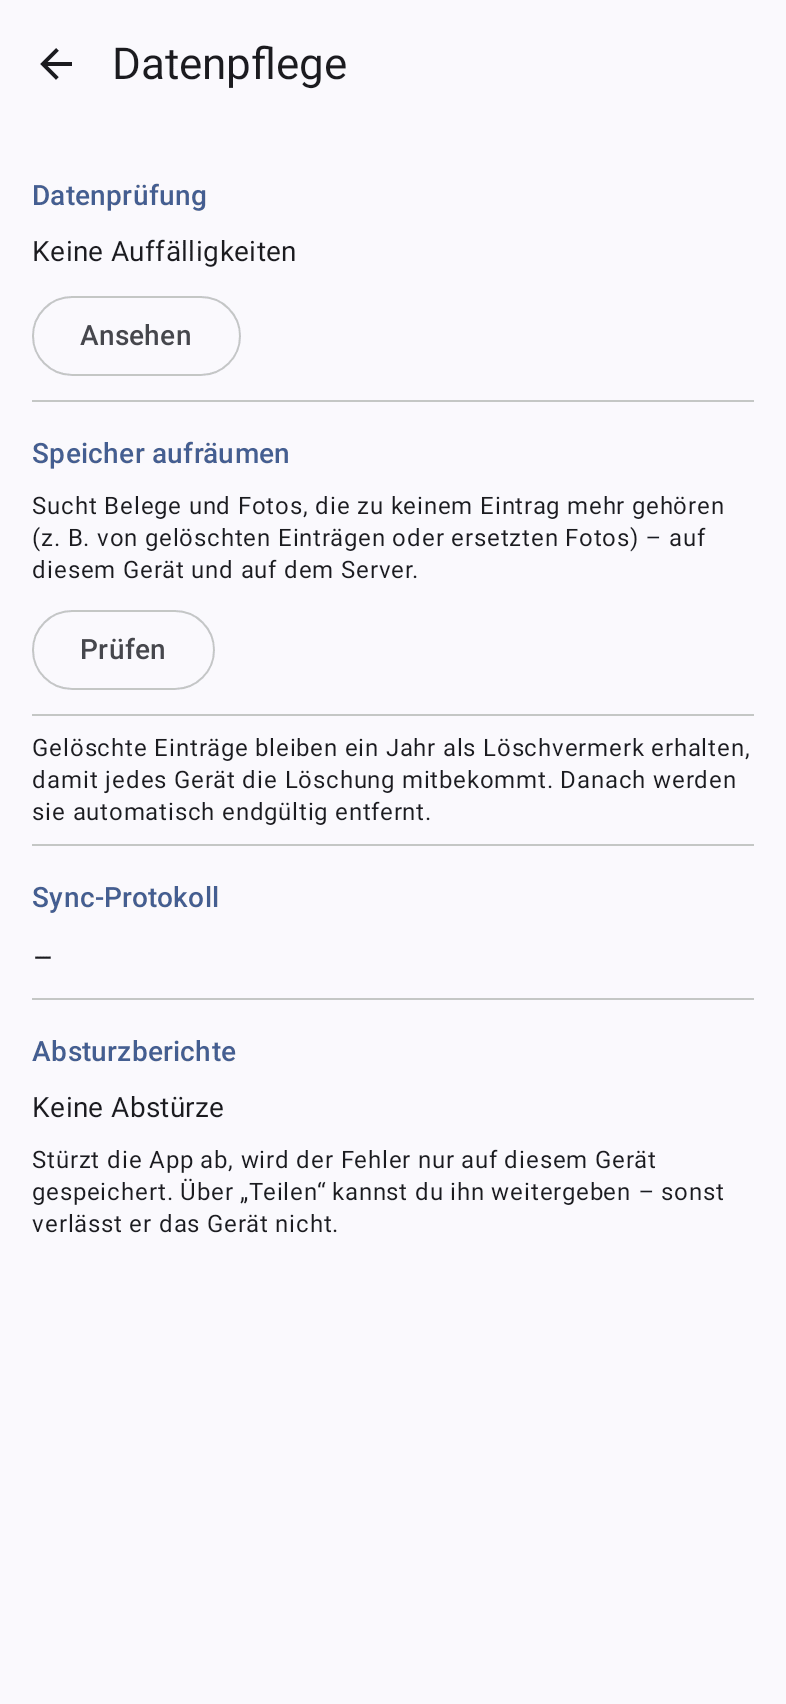 Datenpflege
Datenprüfung
Keine Auffälligkeiten
Ansehen
Speicher aufräumen
Sucht Belege und Fotos, die zu keinem Eintrag mehr gehören
(z. B. von gelöschten Einträgen oder ersetzten Fotos) – auf
diesem Gerät und auf dem Server.
Prüfen
Gelöschte Einträge bleiben ein Jahr als Löschvermerk erhalten,
damit jedes Gerät die Löschung mitbekommt. Danach werden
sie automatisch endgültig entfernt.
Sync-Protokoll
–
Absturzberichte
Keine Abstürze
Stürzt die App ab, wird der Fehler nur auf diesem Gerät
gespeichert. Über „Teilen“ kannst du ihn weitergeben – sonst
verlässt er das Gerät nicht.